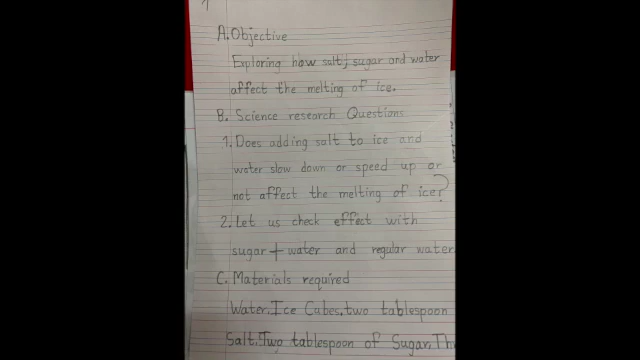 A. Objective
Exploring how salt, sugar and water
affect the melting of ice.
B. Science research Questions
1. Does adding salt to ice and
water slow down or speed up or
not affect the melting of ice?
2. Let us check effect with
sugar + water and regular water
C. Materials required
Water, Ice Cubes, two tablespoon
Salt, Two tablespoon of Sugar,